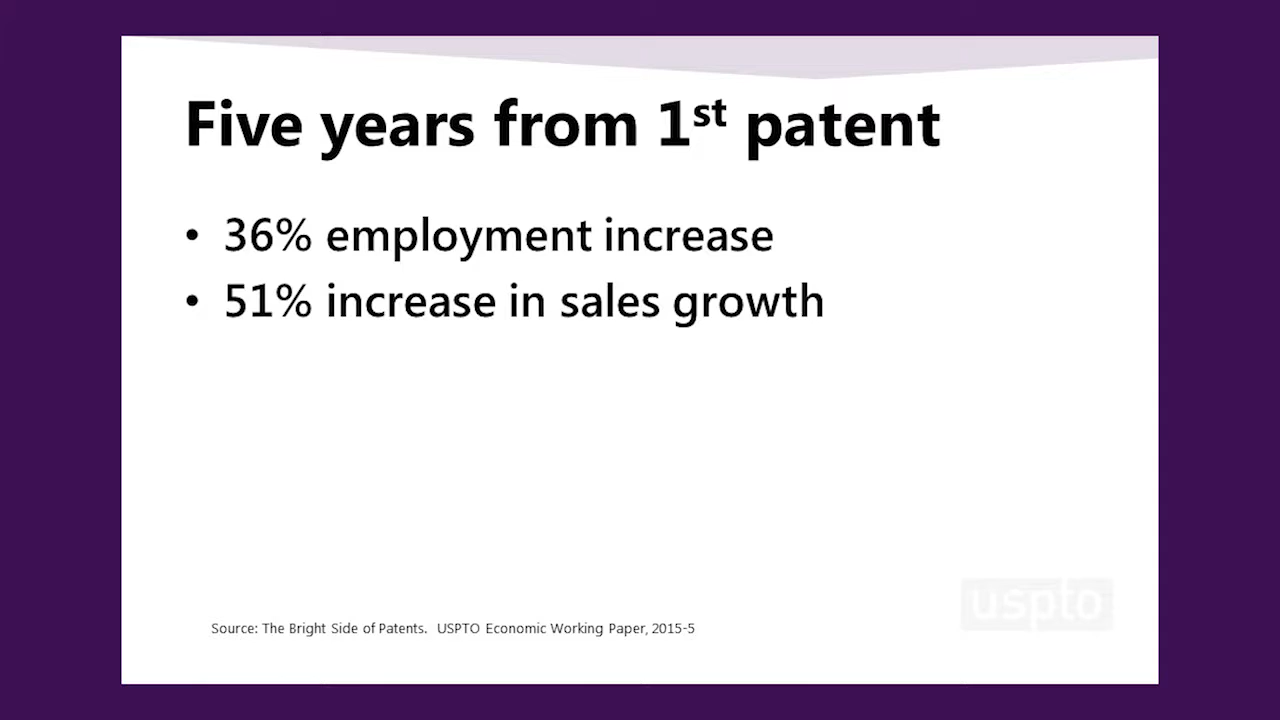 Five years from 1st patent
• 36% employment increase
• 51% increase in sales growth
uspto
Source: The Bright Side of Patents. USPTO Economic Working Paper, 2015-5